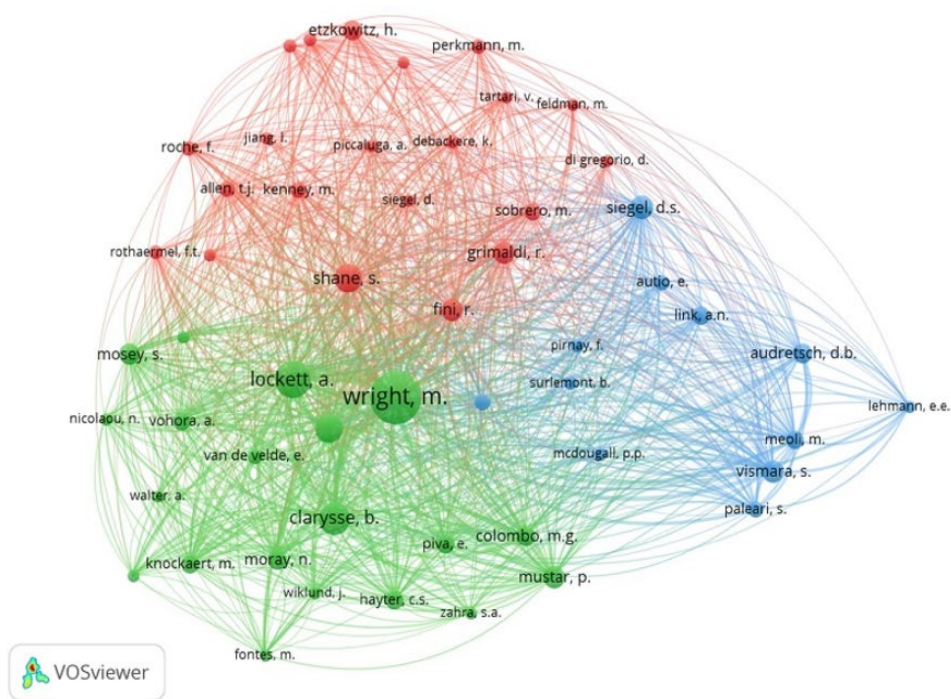 etzkowitz, h.
perkmann, m.
tartari, v.
feldman, m.
roche, f.
jiang, l.
piccaluga, a.
debackere, k.
di gregorio, d.
allen, t.j.
kenney, m.
siegel, d.
sobrero, m.
siegel, d.s.
rothaermel, f.t.
shane, s.
grimaldi, r.
autio, e.
fini, r.
link, a.n.
mosey, s.
pirnay, f.
audretsch, d.b.
lockett, a.
wright, m.
surlemont, b.
lehmann, e.e.
nicolaou, n.
vohora, a.
van de velde, e.
mcdougall, p.p.
meoli, m.
vismara, s.
walter, a.
clarysse, b.
paleari, s.
piva, e.
colombo, m.g.
knockaert, m.
moray, n.
mustar, p.
wiklund, j.
hayter, c.s.
zahra, s.a.
fontes, m.
VOSviewer